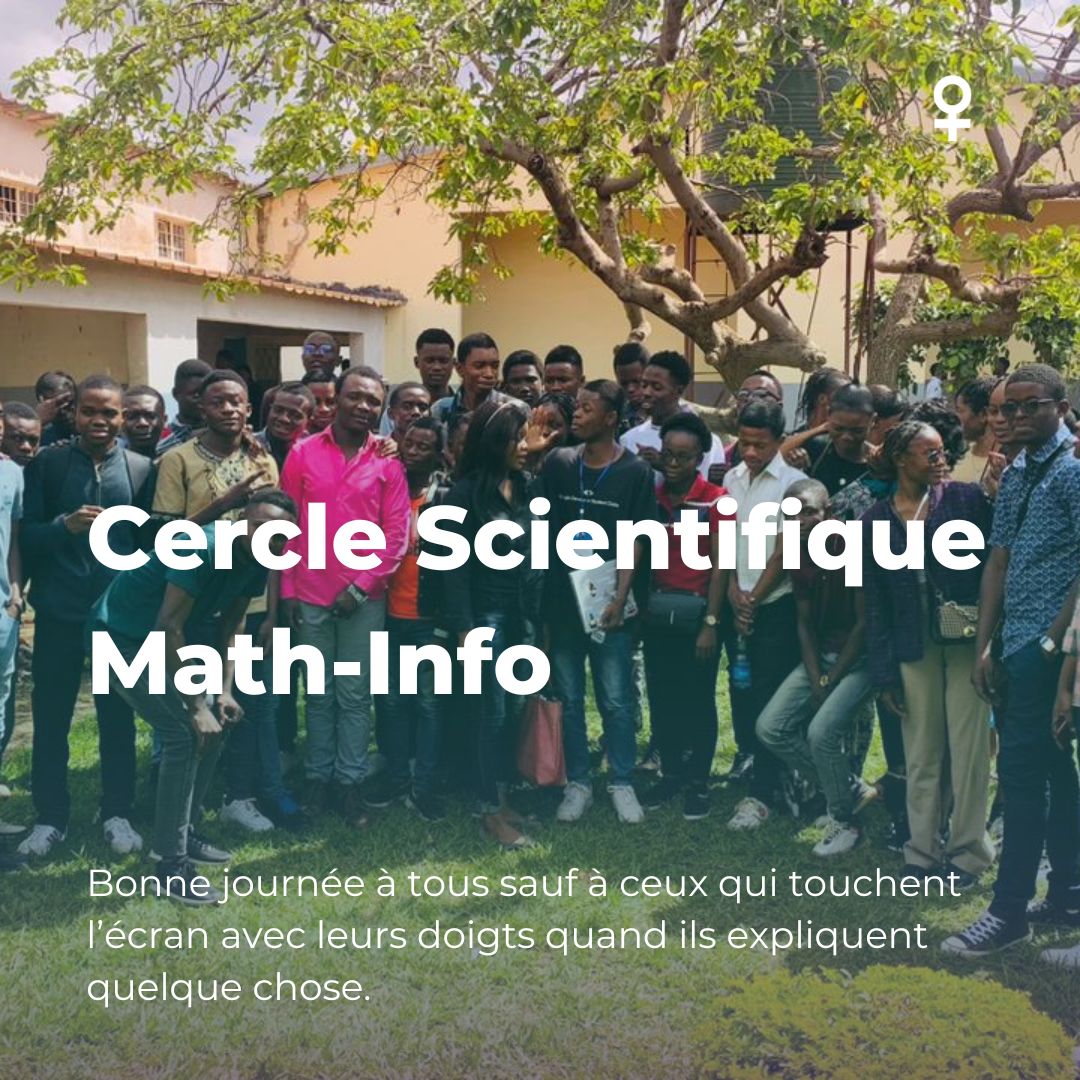 Cercle Scientifique
Math-Info
Bonne journée à tous sauf à ceux qui touchent
l’écran avec leurs doigts quand ils expliquent
quelque chose.